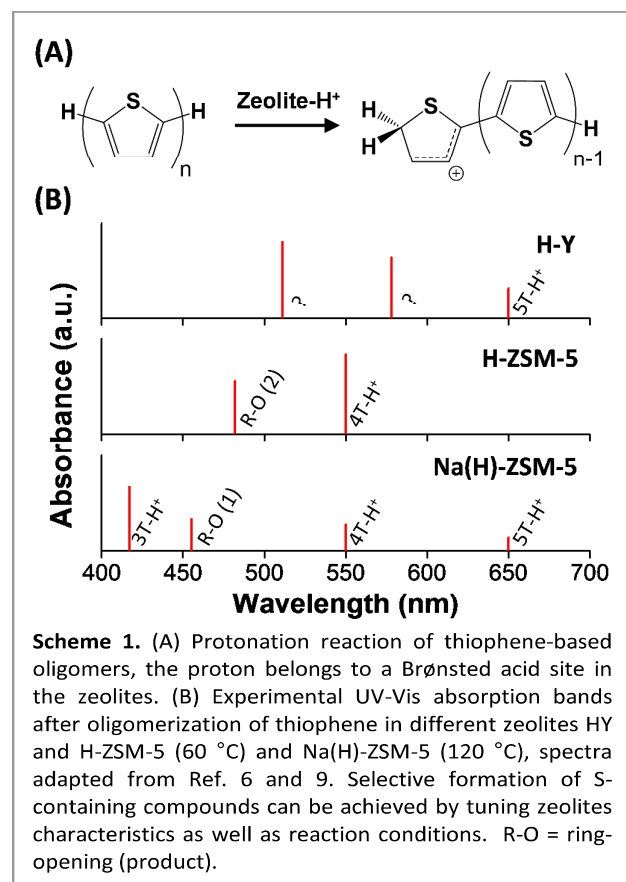 (A)
H S H n
Zeolite-H⁺
H H S ⊕ S H n-1
(B)
Absorbance (a.u.)
H-Y
? ? 5T-H⁺
H-ZSM-5
R-O (2) 4T-H⁺
Na(H)-ZSM-5
3T-H⁺ R-O (1) 4T-H⁺ 5T-H⁺
400 450 500 550 600 650 700
Wavelength (nm)
Scheme 1. (A) Protonation reaction of thiophene-based
oligomers, the proton belongs to a Brønsted acid site in
the zeolites. (B) Experimental UV-Vis absorption bands
after oligomerization of thiophene in different zeolites HY
and H-ZSM-5 (60 °C) and Na(H)-ZSM-5 (120 °C), spectra
adapted from Ref. 6 and 9. Selective formation of S-
containing compounds can be achieved by tuning zeolites
characteristics as well as reaction conditions. R-O = ring-
opening (product).